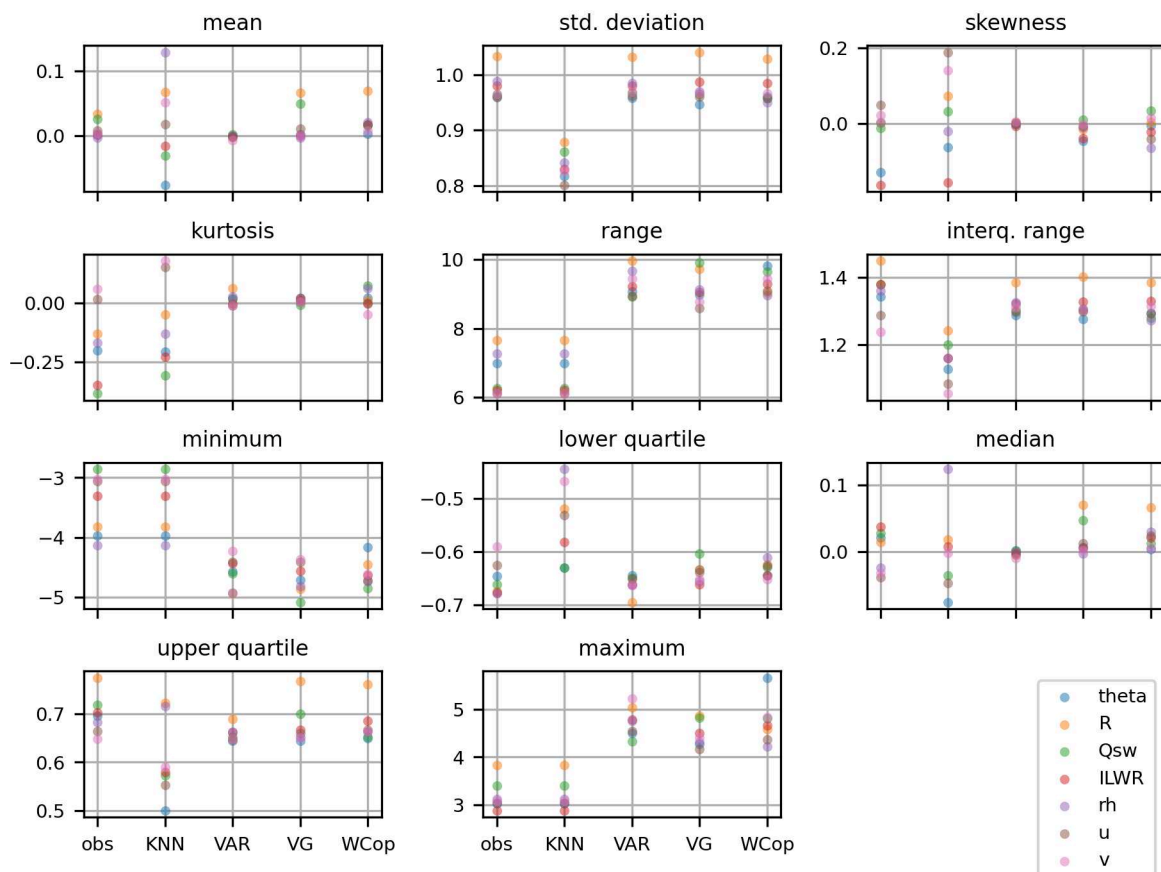 mean
std. deviation
skewness
0.1
0.0
1.0
0.9
0.8
0.2
0.0
kurtosis
range
interq. range
0.00
−0.25
10
8
6
1.4
1.2
minimum
lower quartile
median
−3
−4
−5
−0.5
−0.6
−0.7
0.1
0.0
upper quartile
maximum
0.7
0.6
0.5
5
4
3
obs KNN VAR VG WCop
obs KNN VAR VG WCop
theta
R
Qsw
ILWR
rh
u
v